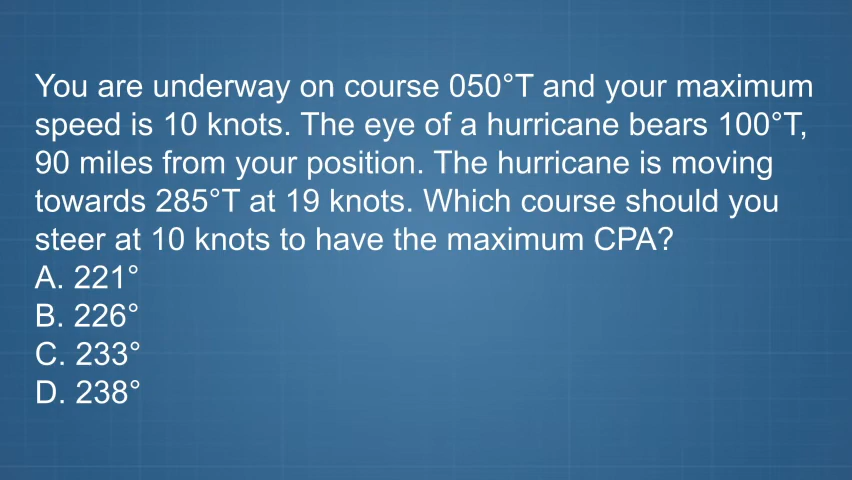 You are underway on course 050°T and your maximum
speed is 10 knots. The eye of a hurricane bears 100°T,
90 miles from your position. The hurricane is moving
towards 285°T at 19 knots. Which course should you
steer at 10 knots to have the maximum CPA?
A. 221°
B. 226°
C. 233°
D. 238°